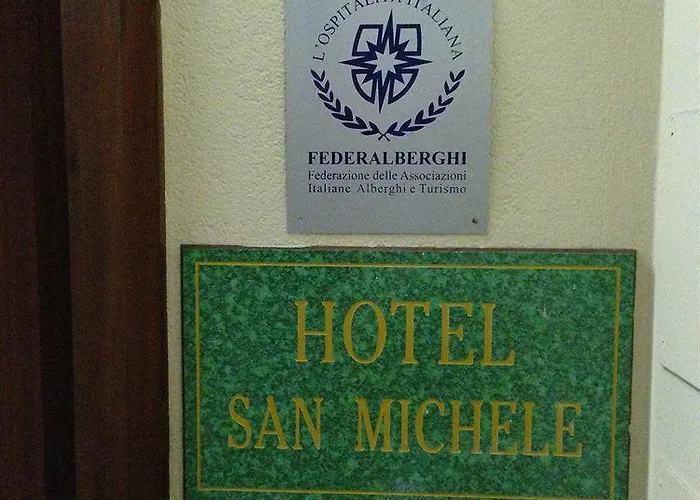 L'OSPITALITÀ ITALIANA
FEDERALBERGHI
Federazione delle Associazioni
Italiane Alberghi e Turismo
HOTEL
SAN MICHELE